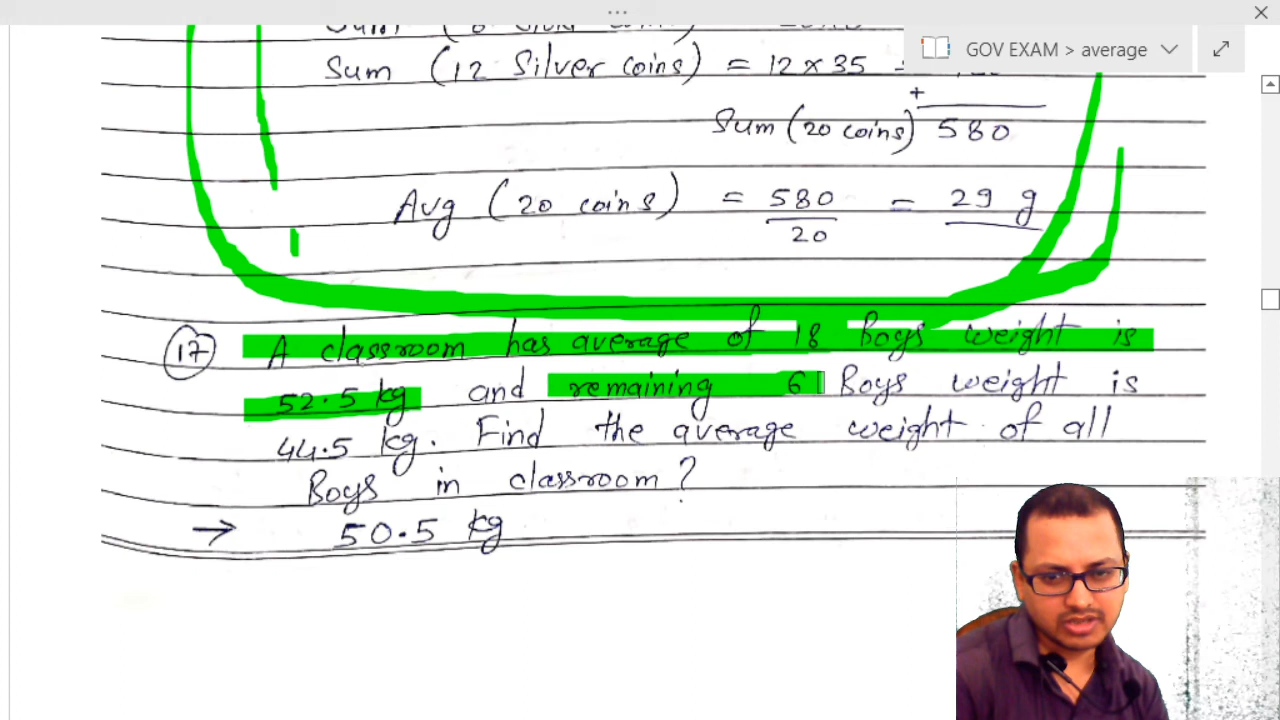 GOV EXAM > average
Sum (12 Silver coins) = 12 × 35 =
+
Sum (20 coins) 580
Avg (20 coins) = 580 = 29 g
20
17 A classroom has average of 18 Boys weight is
52.5 kg and remaining 6 Boys weight is
44.5 kg. Find the average weight of all
Boys in classroom?
→ 50.5 kg